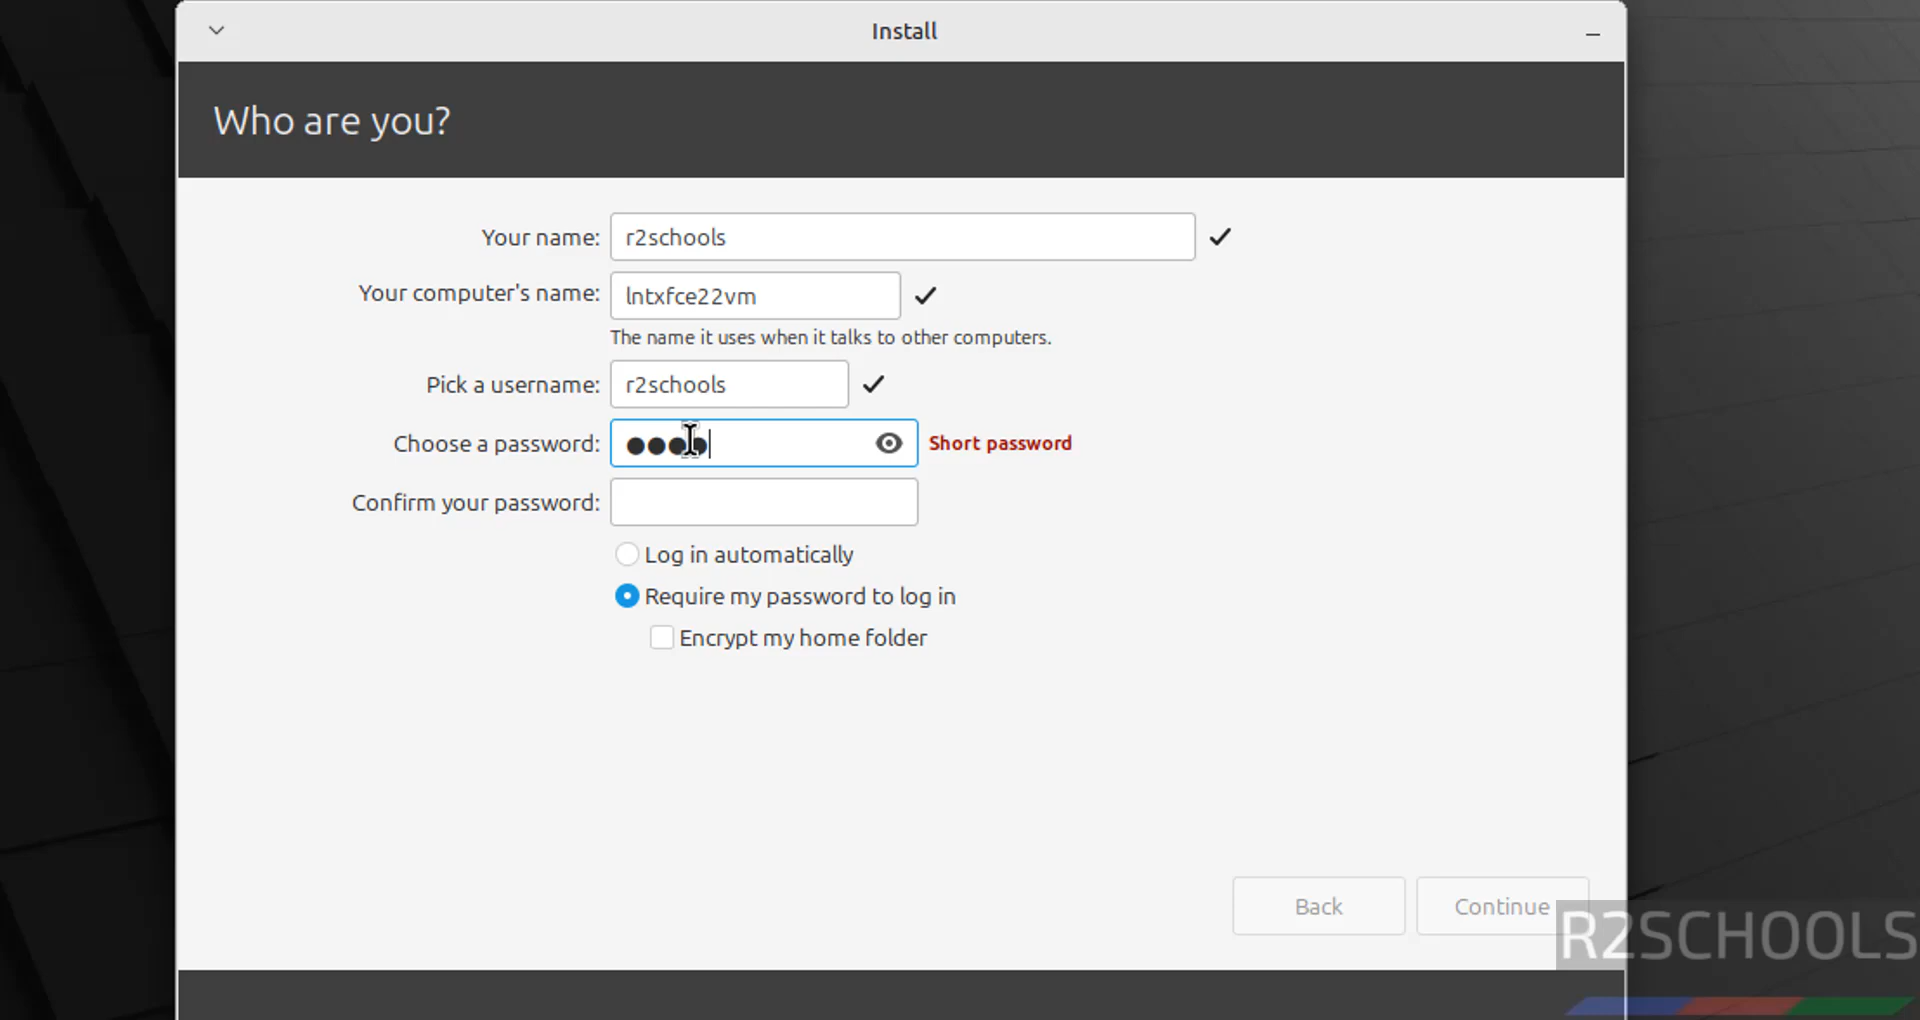 Install
Who are you?
Your name: r2schools
Your computer's name: lntxfce22vm
The name it uses when it talks to other computers.
Pick a username: r2schools
Choose a password: ●●●● Short password
Confirm your password:
Log in automatically
Require my password to log in
Encrypt my home folder
Back Continue
R2SCHOOLS